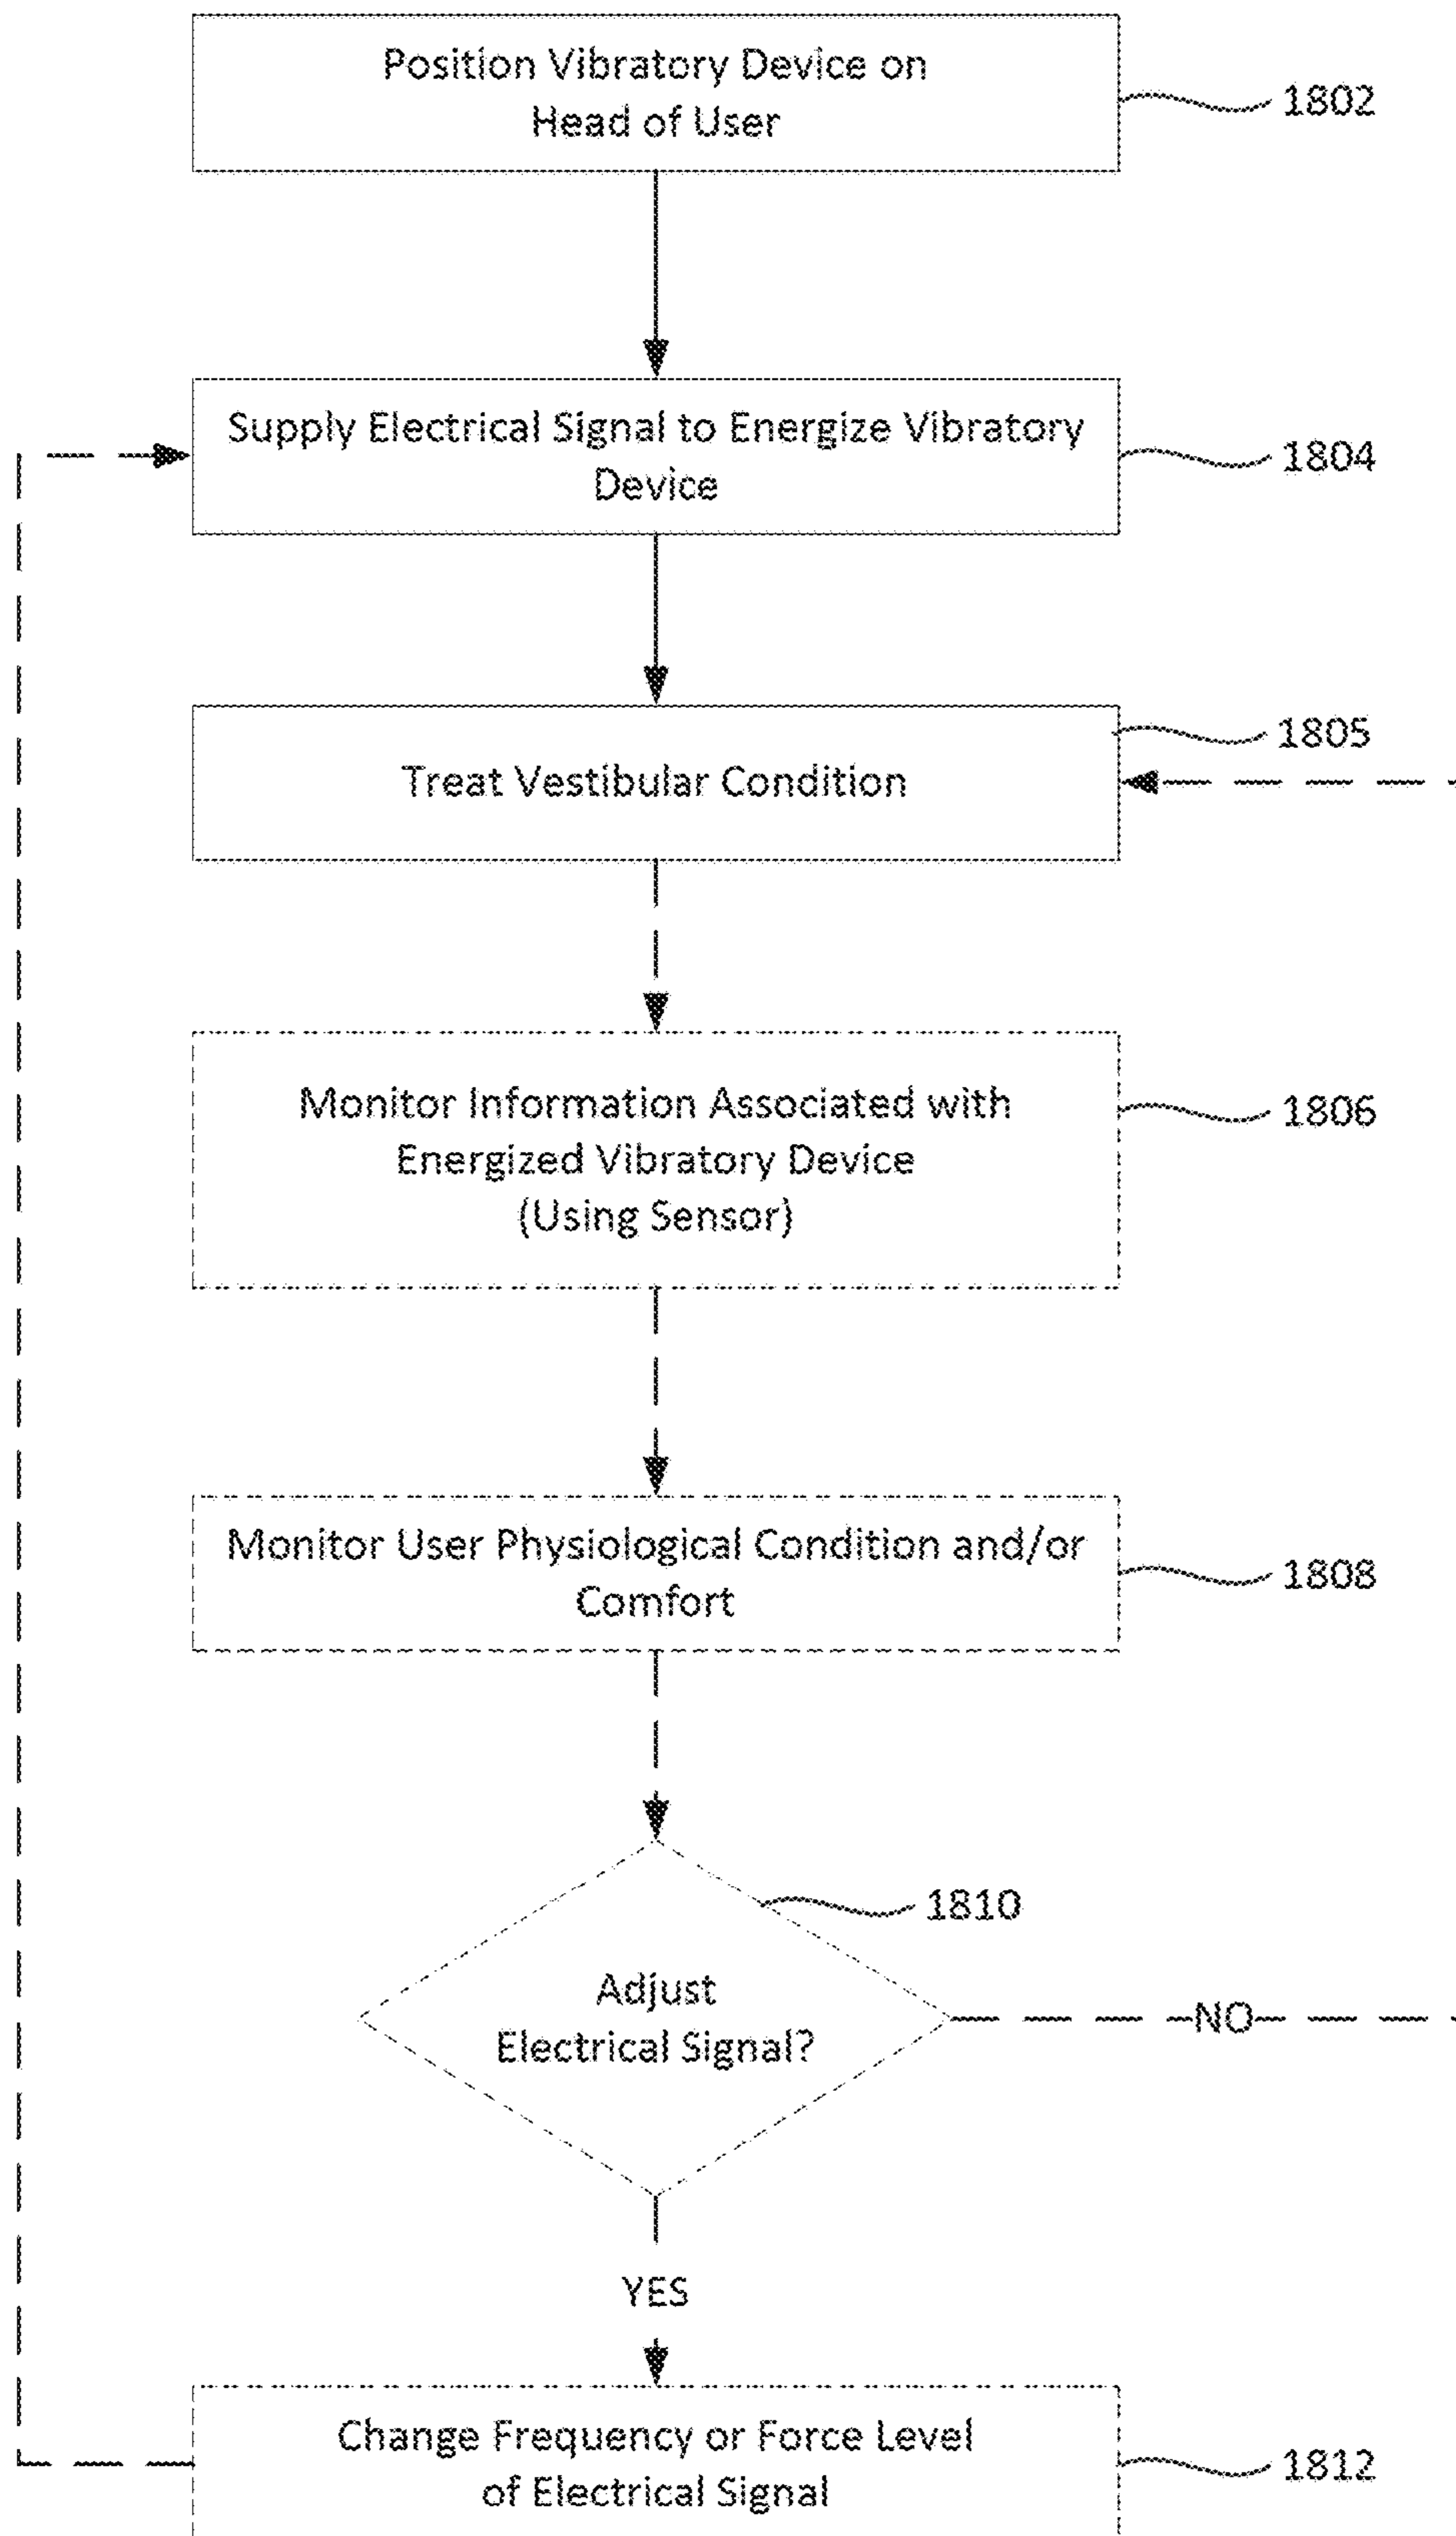 Position Vibratory Device on
Head of User
1802
Supply Electrical Signal to Energize Vibratory
Device
1804
Treat Vestibular Condition
1805
Monitor Information Associated with
Energized Vibratory Device
(Using Sensor)
1806
Monitor User Physiological Condition and/or
Comfort
1808
1810
Adjust
Electrical Signal?
NO
YES
Change Frequency or Force Level
of Electrical Signal
1812